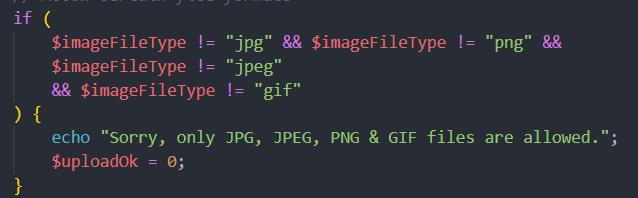 if (
$imageFileType != "jpg" && $imageFileType != "png" &&
$imageFileType != "jpeg"
&& $imageFileType != "gif"
) {
echo "Sorry, only JPG, JPEG, PNG & GIF files are allowed.";
$uploadOk = 0;
}